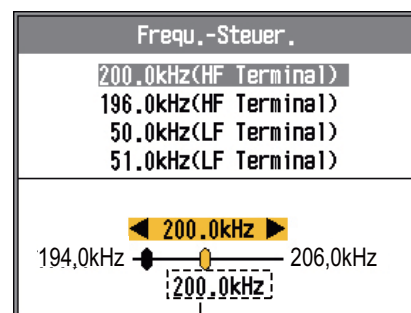 Frequ.-Steuer.
200.0kHz(HF Terminal)
196.0kHz(HF Terminal)
50.0kHz(LF Terminal)
51.0kHz(LF Terminal)
◀ 200.0kHz ▶
194,0kHz 206,0kHz
200.0kHz